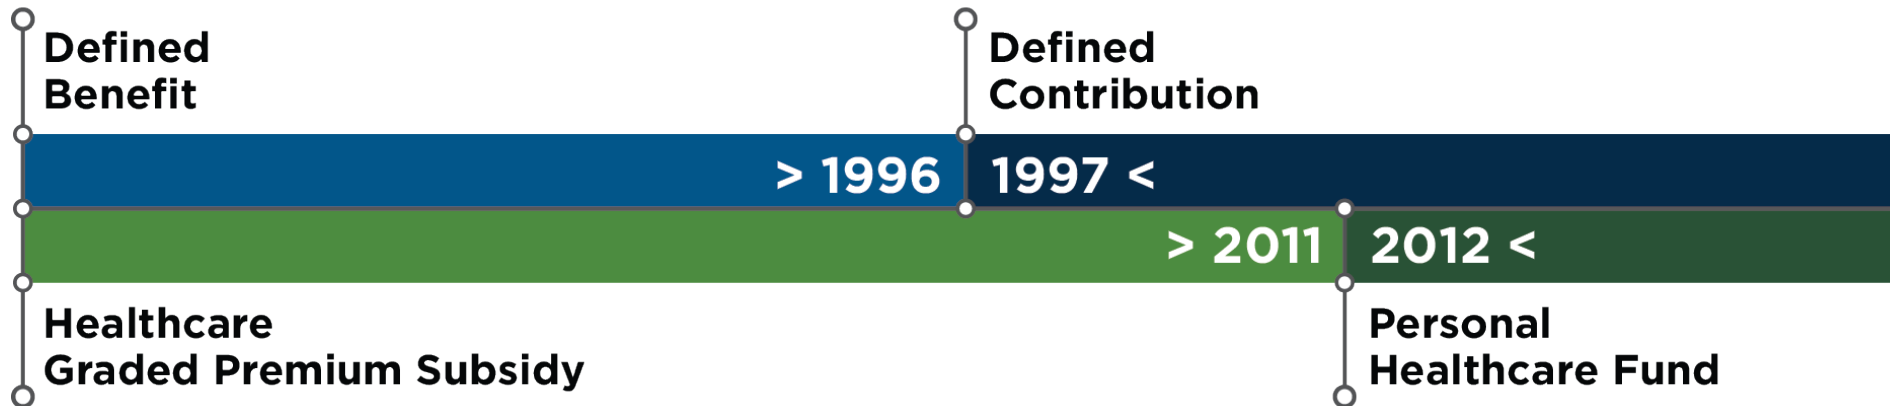 Defined
Benefit
Defined
Contribution
> 1996
1997 <
> 2011
2012 <
Healthcare
Graded Premium Subsidy
Personal
Healthcare Fund